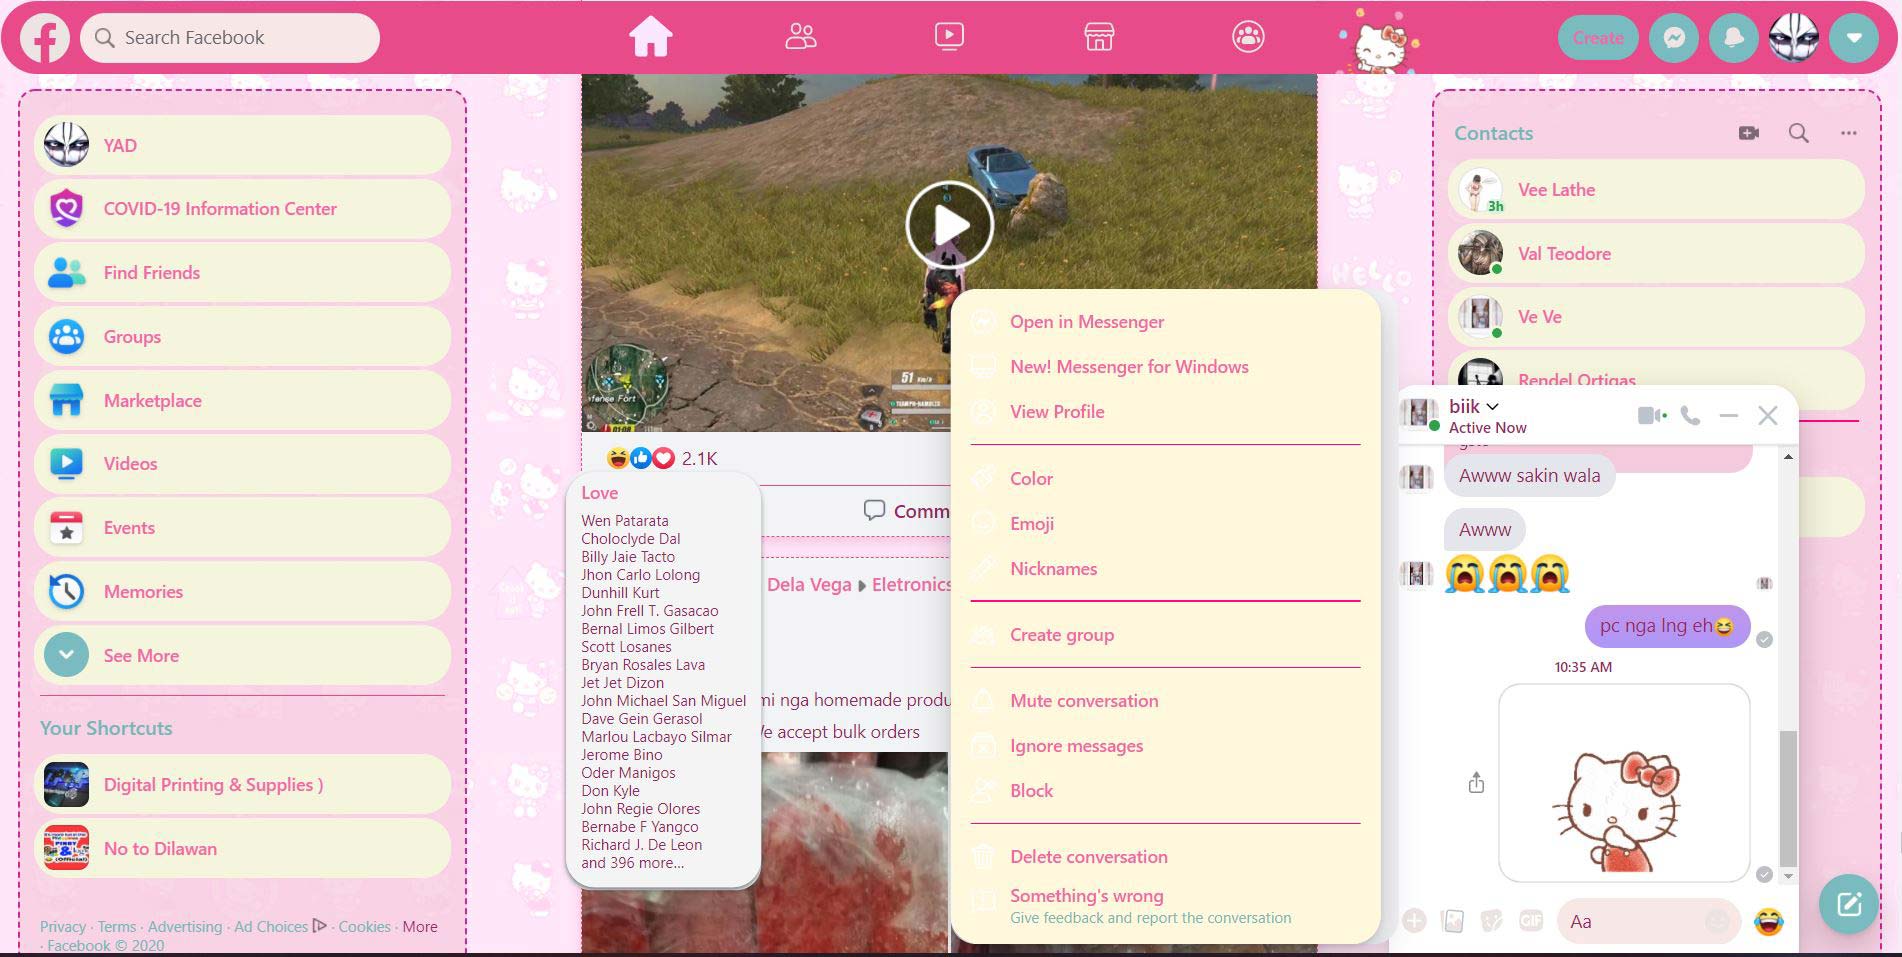 Search Facebook
Create
YAD
COVID-19 Information Center
Find Friends
Groups
Marketplace
Videos
Events
Memories
See More
Your Shortcuts
Digital Printing & Supplies )
No to Dilawan
Privacy · Terms · Advertising · Ad Choices · Cookies · More
· Facebook © 2020
51 Km/h
efense Fort
2.1K
Comm
Love
Wen Patarata
Choloclyde Dal
Billy Jaie Tacto
Jhon Carlo Lolong
Dunhill Kurt
John Frell T. Gasacao
Bernal Limos Gilbert
Scott Losanes
Bryan Rosales Lava
Jet Jet Dizon
John Michael San Miguel
Dave Gein Gerasol
Marlou Lacbayo Silmar
Jerome Bino
Oder Manigos
Don Kyle
John Regie Olores
Bernabe F Yangco
Richard J. De Leon
and 396 more...
Dela Vega Eletronics
mi nga homemade produ
We accept bulk orders
Open in Messenger
New! Messenger for Windows
View Profile
Color
Emoji
Nicknames
Create group
Mute conversation
Ignore messages
Block
Delete conversation
Something's wrong
Give feedback and report the conversation
HELLO
Contacts
Vee Lathe
3h
Val Teodore
Ve Ve
Rendel Ortigas
biik
Active Now
Awww sakin wala
Awww
😭😭😭
pc nga lng eh😆
10:35 AM
GIF
Aa